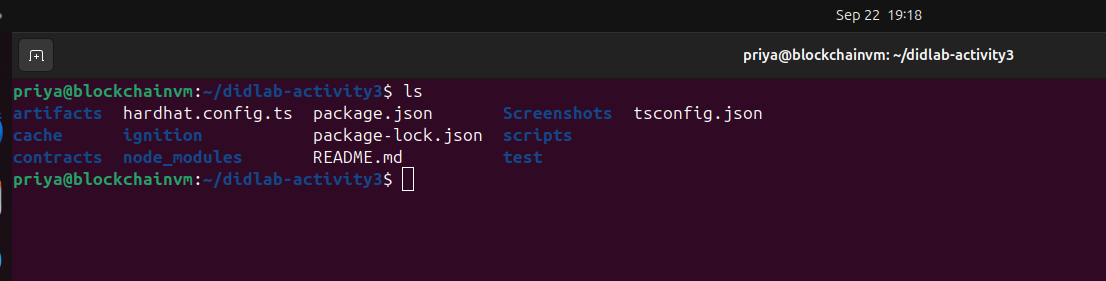 Sep 22 19:18
priya@blockchainvm: ~/didlab-activity3
priya@blockchainvm:~/didlab-activity3$ ls
artifacts hardhat.config.ts package.json Screenshots tsconfig.json
cache ignition package-lock.json scripts
contracts node_modules README.md test
priya@blockchainvm:~/didlab-activity3$